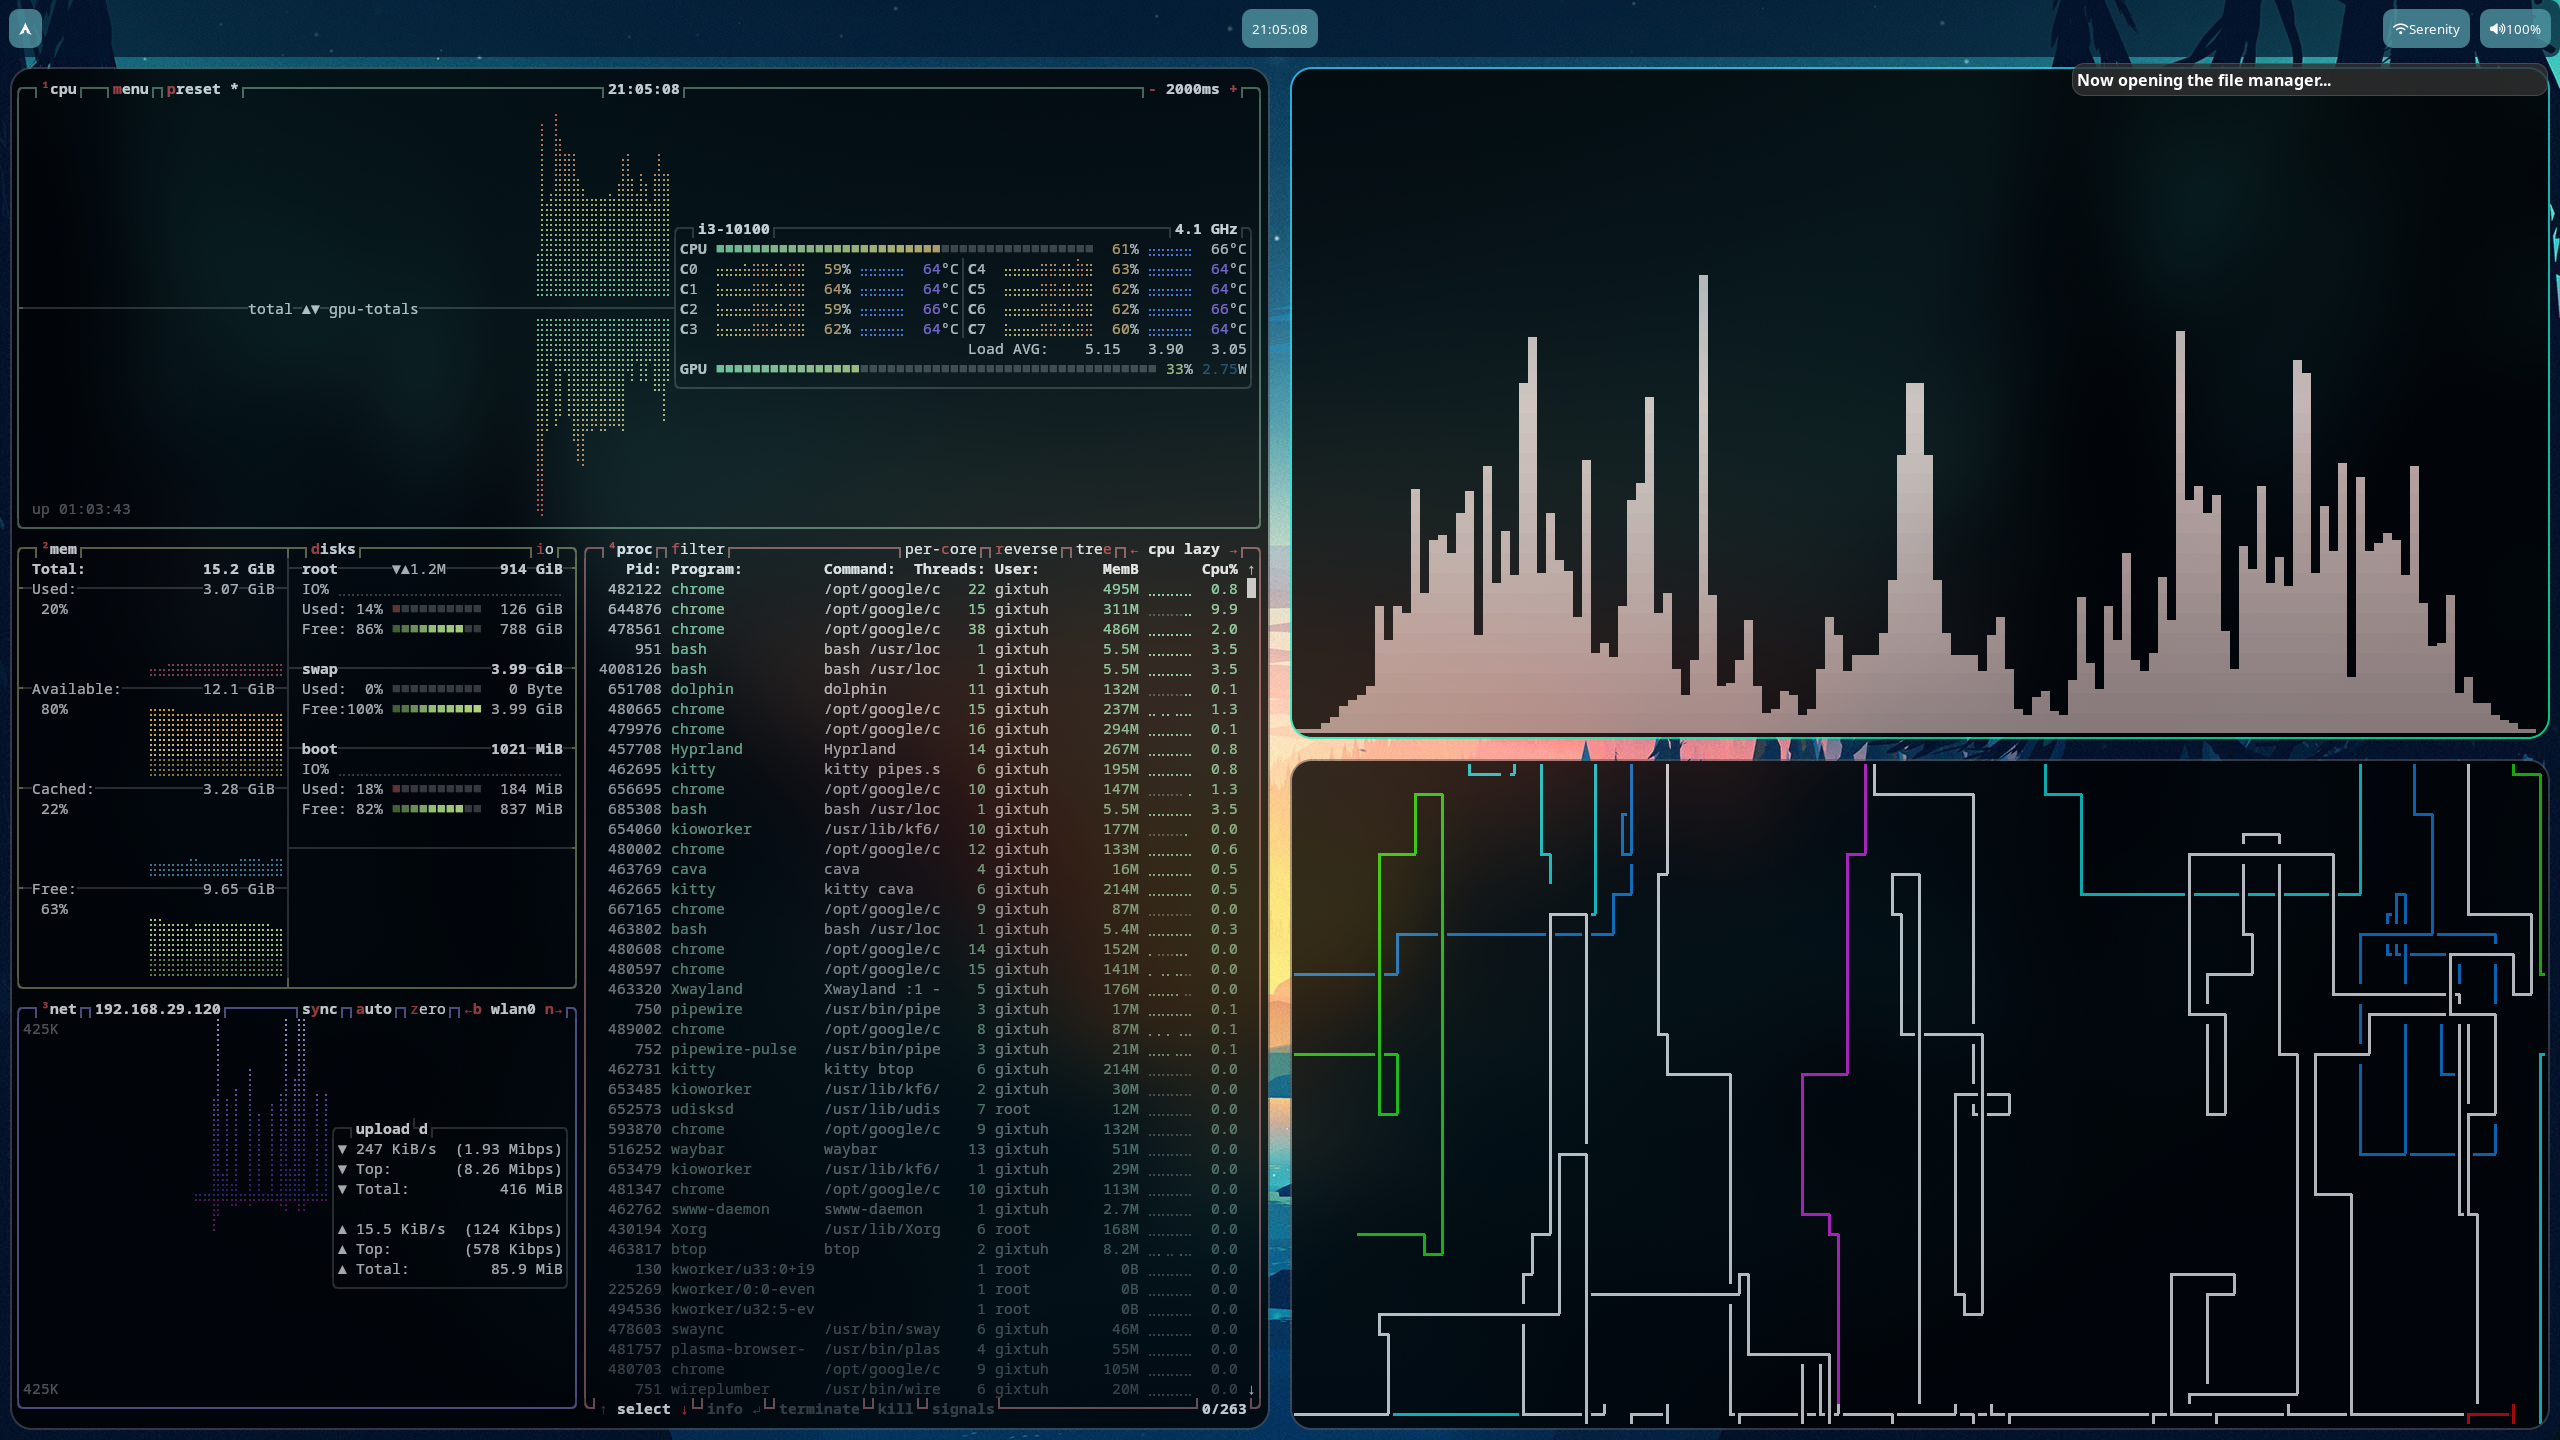 21:05:08
Serenity
100%
Now opening the file manager...
¹cpu menu preset * 21:05:08 - 2000ms +
i3-10100 4.1 GHz
CPU 61% 66°C
C0 59% 64°C C4 63% 64°C
C1 64% 64°C C5 62% 64°C
C2 59% 66°C C6 62% 66°C
C3 62% 64°C C7 60% 64°C
Load AVG: 5.15 3.90 3.05
GPU 33% 2.75W
total ▲▼ gpu-totals
up 01:03:43
²mem disks io
Total: 15.2 GiB
Used: 3.07 GiB
20%
Available: 12.1 GiB
80%
Cached: 3.28 GiB
22%
Free: 9.65 GiB
63%
root ▼▲1.2M 914 GiB
IO%
Used: 14% 126 GiB
Free: 86% 788 GiB
swap 3.99 GiB
Used: 0% 0 Byte
Free:100% 3.99 GiB
boot 1021 MiB
IO%
Used: 18% 184 MiB
Free: 82% 837 MiB
³net 192.168.29.120 sync auto zero ←b wlan0 n→
425K
upload d
▼ 247 KiB/s (1.93 Mibps)
▼ Top: (8.26 Mibps)
▼ Total: 416 MiB
▲ 15.5 KiB/s (124 Kibps)
▲ Top: (578 Kibps)
▲ Total: 85.9 MiB
425K
⁴proc filter per-core reverse tree ← cpu lazy →
Pid: Program: Command: Threads: User: MemB Cpu% ↑
482122 chrome /opt/google/c 22 gixtuh 495M 0.8
644876 chrome /opt/google/c 15 gixtuh 311M 9.9
478561 chrome /opt/google/c 38 gixtuh 486M 2.0
951 bash bash /usr/loc 1 gixtuh 5.5M 3.5
4008126 bash bash /usr/loc 1 gixtuh 5.5M 3.5
651708 dolphin dolphin 11 gixtuh 132M 0.1
480665 chrome /opt/google/c 15 gixtuh 237M 1.3
479976 chrome /opt/google/c 16 gixtuh 294M 0.1
457708 Hyprland Hyprland 14 gixtuh 267M 0.8
462695 kitty kitty pipes.s 6 gixtuh 195M 0.8
656695 chrome /opt/google/c 10 gixtuh 147M 1.3
685308 bash bash /usr/loc 1 gixtuh 5.5M 3.5
654060 kioworker /usr/lib/kf6/ 10 gixtuh 177M 0.0
480002 chrome /opt/google/c 12 gixtuh 133M 0.6
463769 cava cava 4 gixtuh 16M 0.5
462665 kitty kitty cava 6 gixtuh 214M 0.5
667165 chrome /opt/google/c 9 gixtuh 87M 0.0
463802 bash bash /usr/loc 1 gixtuh 5.4M 0.3
480608 chrome /opt/google/c 14 gixtuh 152M 0.0
480597 chrome /opt/google/c 15 gixtuh 141M 0.0
463320 Xwayland Xwayland :1 - 5 gixtuh 176M 0.0
750 pipewire /usr/bin/pipe 3 gixtuh 17M 0.1
489002 chrome /opt/google/c 8 gixtuh 87M 0.1
752 pipewire-pulse /usr/bin/pipe 3 gixtuh 21M 0.1
462731 kitty kitty btop 6 gixtuh 214M 0.0
653485 kioworker /usr/lib/kf6/ 2 gixtuh 30M 0.0
652573 udisksd /usr/lib/udis 7 root 12M 0.0
593870 chrome /opt/google/c 9 gixtuh 132M 0.0
516252 waybar waybar 13 gixtuh 51M 0.0
653479 kioworker /usr/lib/kf6/ 1 gixtuh 29M 0.0
481347 chrome /opt/google/c 10 gixtuh 113M 0.0
462762 swww-daemon swww-daemon 1 gixtuh 2.7M 0.0
430194 Xorg /usr/lib/Xorg 6 root 168M 0.0
463817 btop btop 2 gixtuh 8.2M 0.0
130 kworker/u33:0+i9 1 root 0B 0.0
225269 kworker/0:0-even 1 root 0B 0.0
494536 kworker/u32:5-ev 1 root 0B 0.0
478603 swaync /usr/bin/sway 6 gixtuh 46M 0.0
481757 plasma-browser- /usr/bin/plas 4 gixtuh 55M 0.0
480703 chrome /opt/google/c 9 gixtuh 105M 0.0
751 wireplumber /usr/bin/wire 6 gixtuh 20M 0.0 ↓
↑ select ↓ info ↵ terminate kill signals 0/263